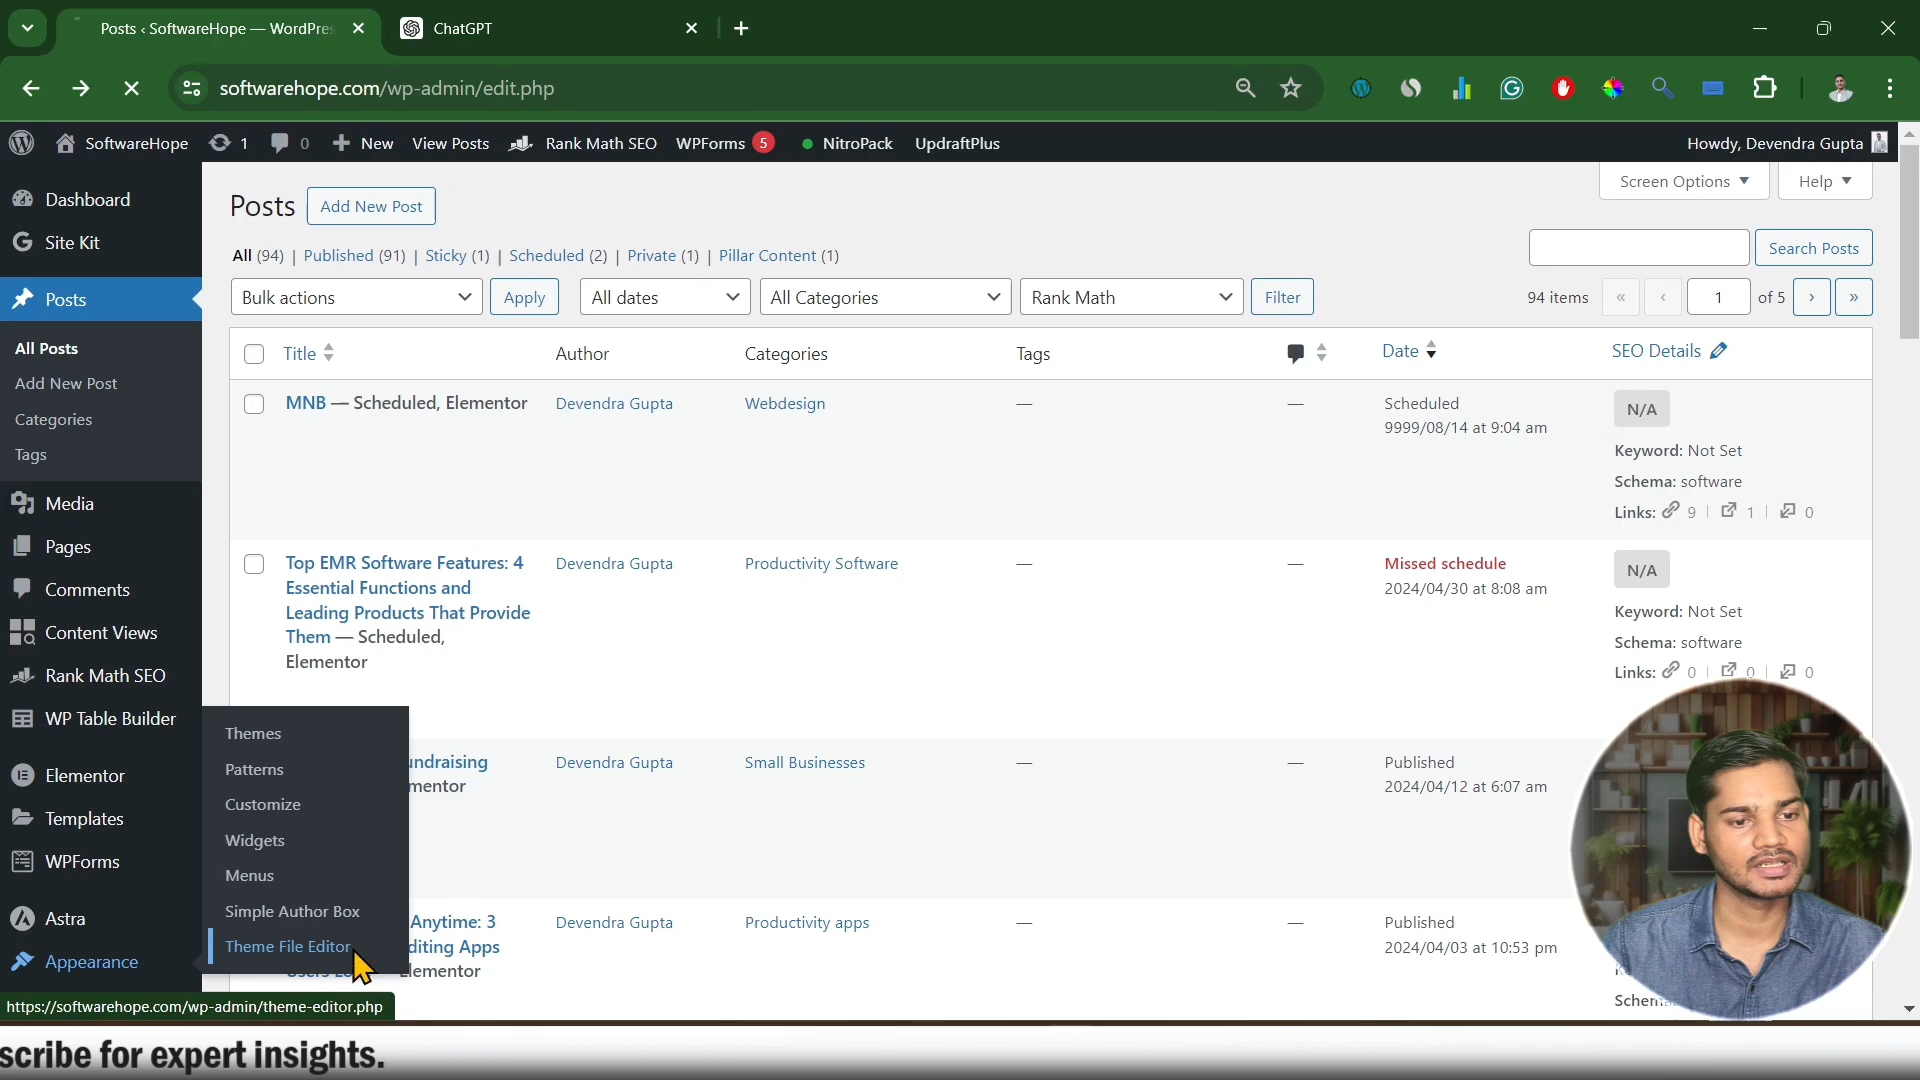 Posts ‹ SoftwareHope — WordPres
ChatGPT
softwarehope.com/wp-admin/edit.php
SoftwareHope
1
0
New
View Posts
Rank Math SEO
WPForms 5
NitroPack
UpdraftPlus
Howdy, Devendra Gupta
Dashboard
Site Kit
Posts
All Posts
Add New Post
Categories
Tags
Media
Pages
Comments
Content Views
Rank Math SEO
WP Table Builder
Elementor
Templates
WPForms
Astra
Appearance
Themes
Patterns
Customize
Widgets
Menus
Simple Author Box
Theme File Editor
https://softwarehope.com/wp-admin/theme-editor.php
Posts
Add New Post
Screen Options
Help
All (94) | Published (91) | Sticky (1) | Scheduled (2) | Private (1) | Pillar Content (1)
Search Posts
Bulk actions
Apply
All dates
All Categories
Rank Math
Filter
94 items « ‹ 1 of 5 › »
Title
Author
Categories
Tags
Date
SEO Details
MNB — Scheduled, Elementor
Devendra Gupta
Webdesign
—
—
Scheduled
9999/08/14 at 9:04 am
N/A
Keyword: Not Set
Schema: software
Links: 9 | 1 | 0
Top EMR Software Features: 4
Essential Functions and
Leading Products That Provide
Them — Scheduled,
Elementor
Devendra Gupta
Productivity Software
—
—
Missed schedule
2024/04/30 at 8:08 am
N/A
Keyword: Not Set
Schema: software
Links: 0 | 0 | 0
undraising
mentor
Devendra Gupta
Small Businesses
—
—
Published
2024/04/12 at 6:07 am
Anytime: 3
diting Apps
Elementor
Devendra Gupta
Productivity apps
—
—
Published
2024/04/03 at 10:53 pm
Schem
scribe for expert insights.